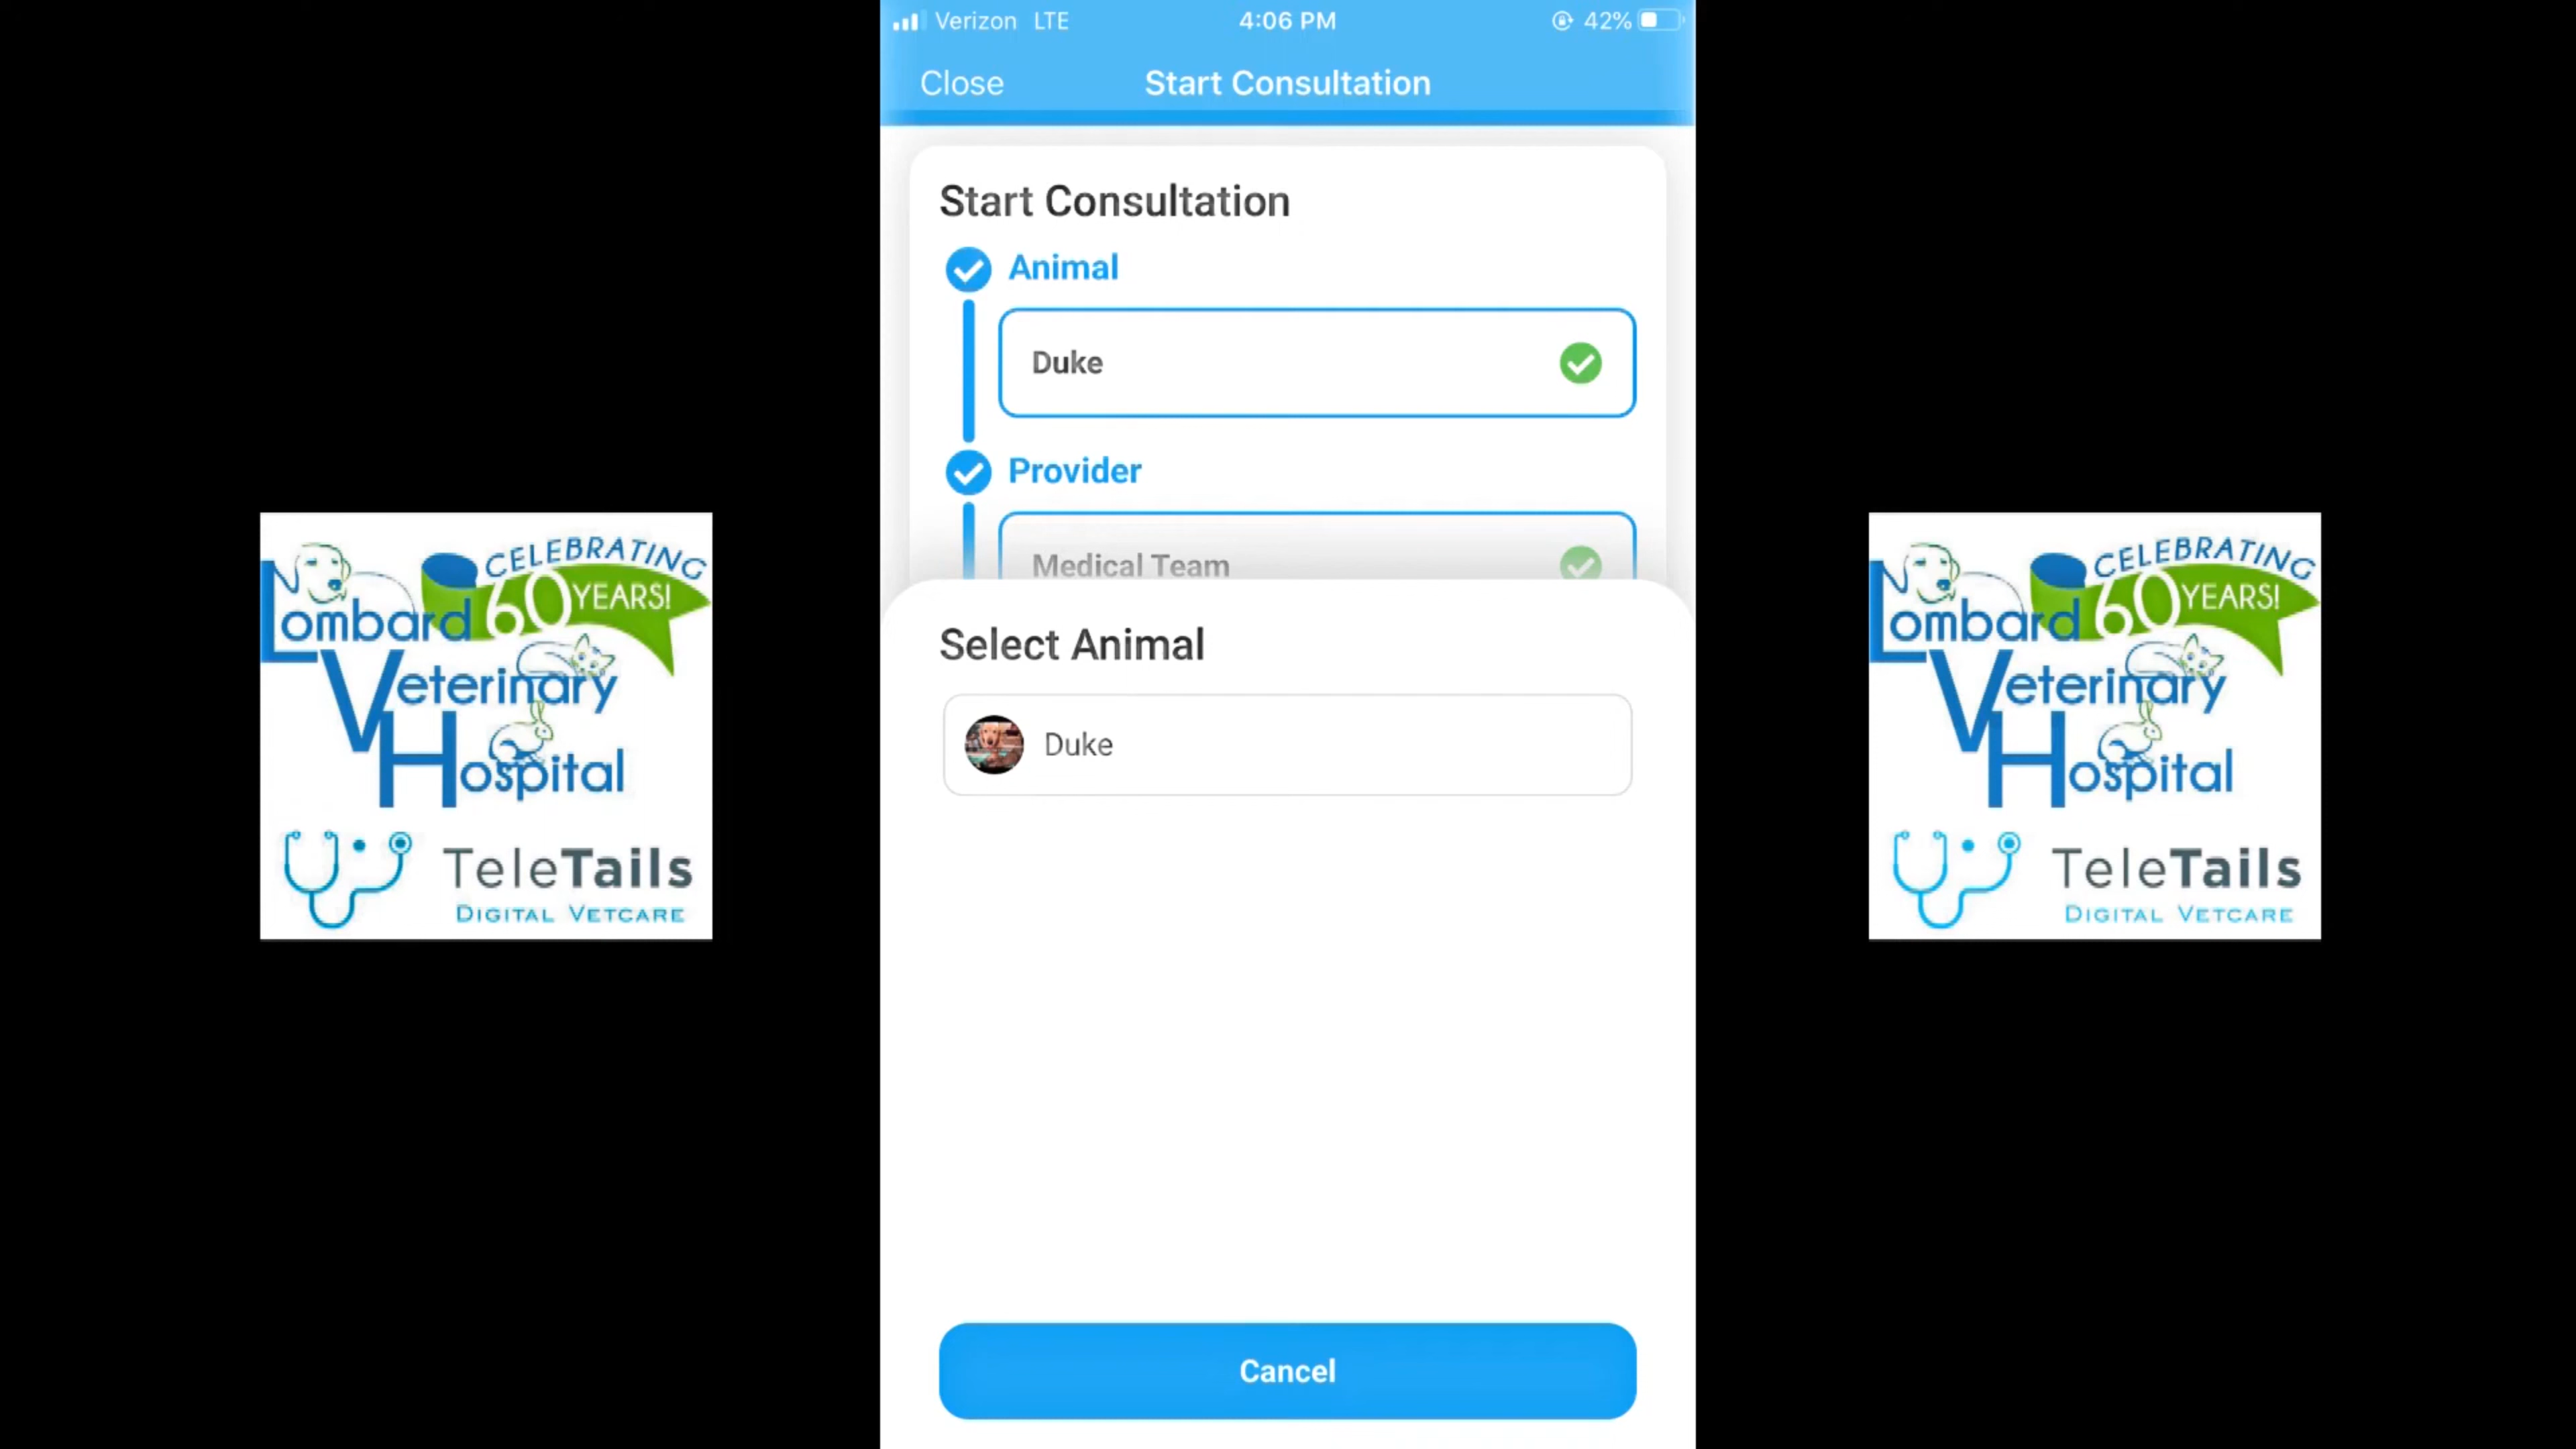 Verizon LTE 4:06 PM 42%
Close Start Consultation
Start Consultation
Animal
Duke
Provider
Medical Team
Select Animal
Duke
Cancel
CELEBRATING
60 YEARS!
Lombard
Veterinary
Hospital
TeleTails
DIGITAL VETCARE
CELEBRATING
60 YEARS!
Lombard
Veterinary
Hospital
TeleTails
DIGITAL VETCARE